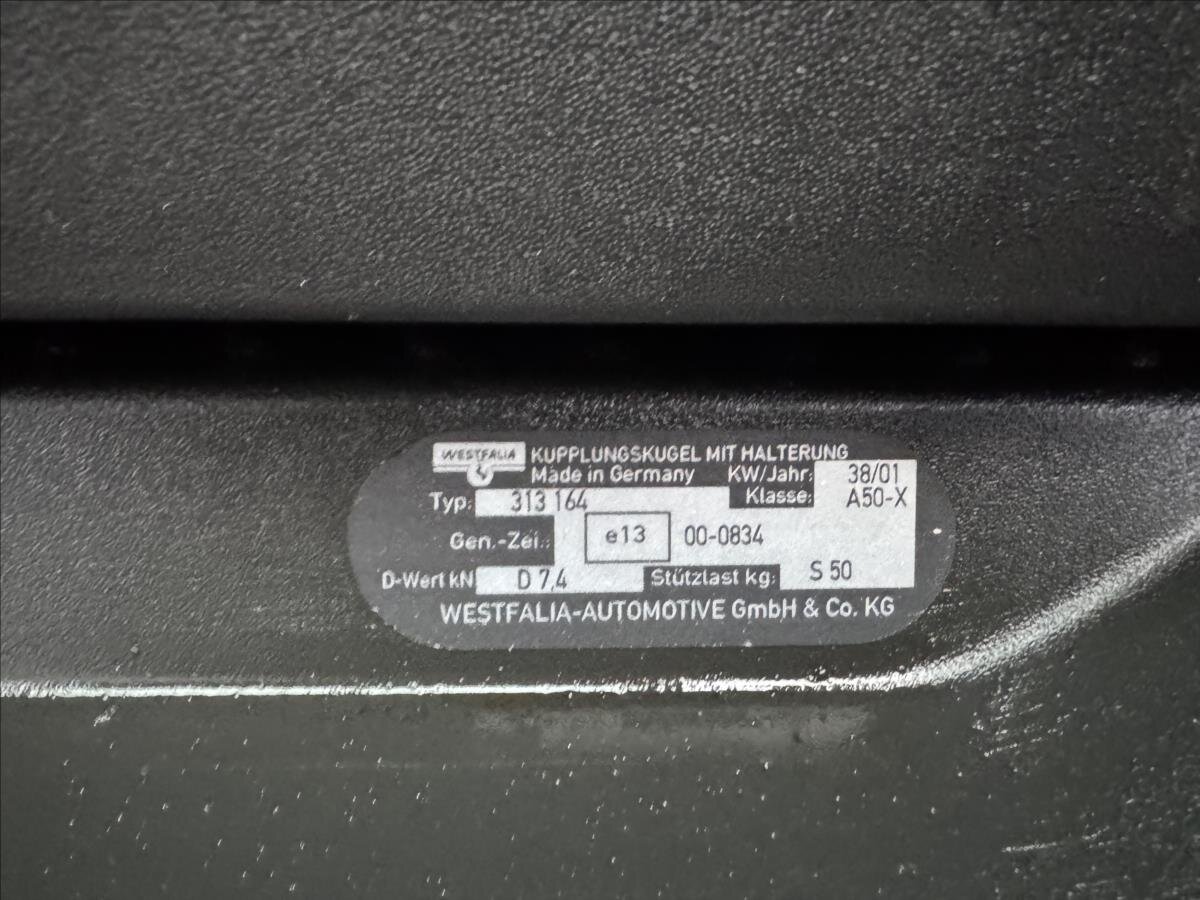 WESTFALIA KUPPLUNGSKUGEL MIT HALTERUNG
Made in Germany KW/Jahr: 38/01
Typ: 313 164 Klasse: A50-X
Gen.-Zei.: e13 00-0834
D-Wert kN D 7,4 Stützlast kg: S 50
WESTFALIA-AUTOMOTIVE GmbH & Co. KG